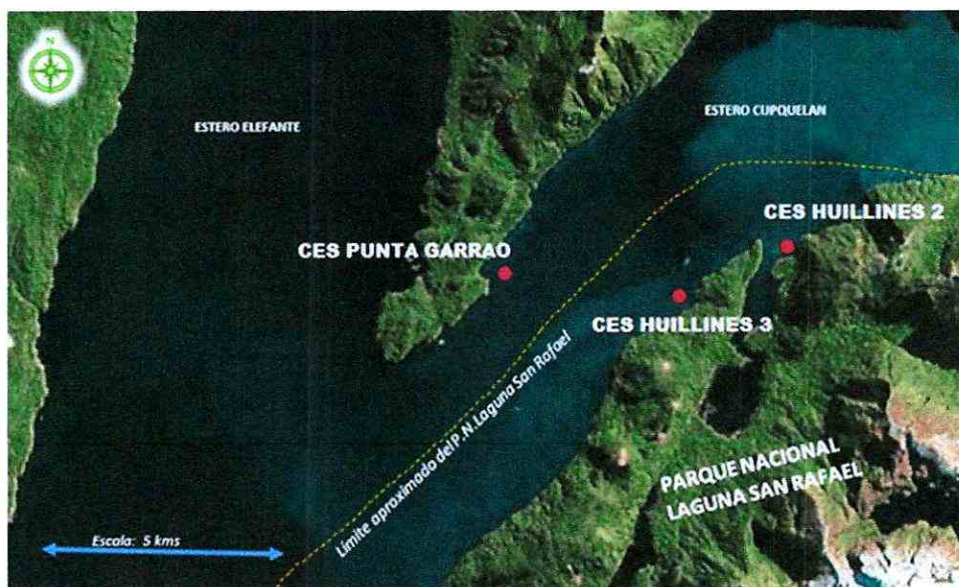 N
ESTERO ELEFANTE
ESTERO CUPQUELAN
CES HUILLINES 2
CES PUNTA GARRAO
CES HUILLINES 3
Límite aproximado del P.N. Laguna San Rafael
PARQUE NACIONAL
LAGUNA SAN RAFAEL
Escala: 5 kms